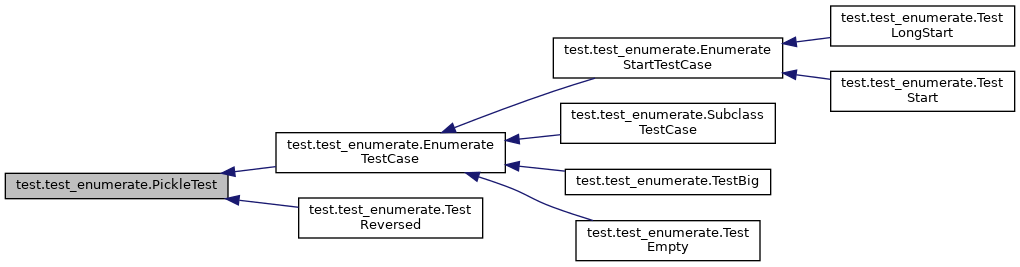 test.test_enumerate.Test
LongStart
test.test_enumerate.Enumerate
StartTestCase
test.test_enumerate.Test
Start
test.test_enumerate.Subclass
TestCase
test.test_enumerate.Enumerate
TestCase
test.test_enumerate.TestBig
test.test_enumerate.PickleTest
test.test_enumerate.Test
Reversed
test.test_enumerate.Test
Empty